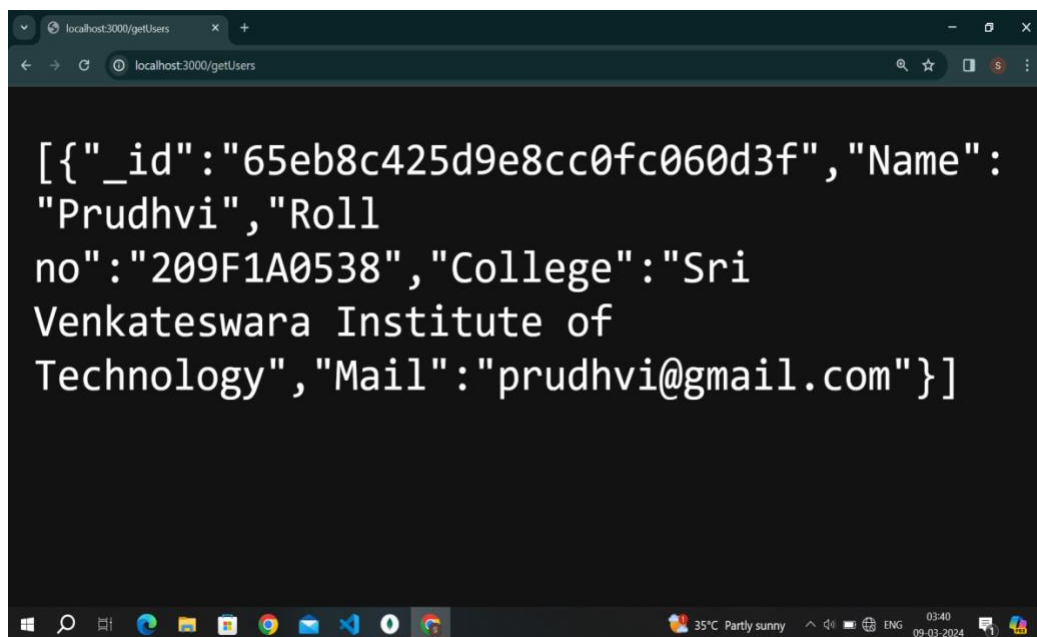 localhost:3000/getUsers
localhost:3000/getUsers
S
[{"_id":"65eb8c425d9e8cc0fc060d3f","Name":
"Prudhvi","Roll
no":"209F1A0538","College":"Sri
Venkateswara Institute of
Technology","Mail":"prudhvi@gmail.com"}]
35°C Partly sunny
ENG
03:40
09-03-2024